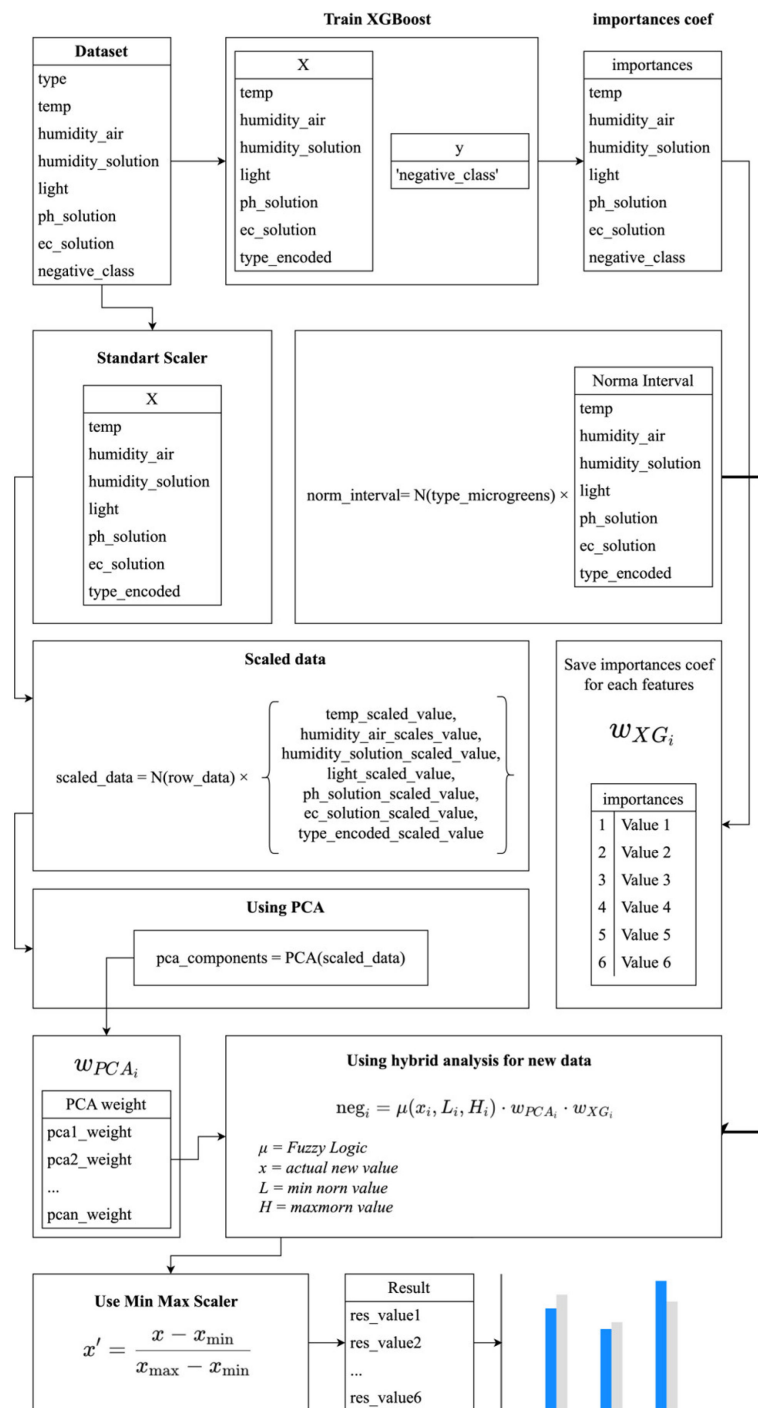 Train XGBoost
importances coef
Dataset
type
temp
humidity_air
humidity_solution
light
ph_solution
ec_solution
negative_class
X
temp
humidity_air
humidity_solution
light
ph_solution
ec_solution
type_encoded
y
'negative_class'
importances
temp
humidity_air
humidity_solution
light
ph_solution
ec_solution
negative_class
Standart Scaler
X
temp
humidity_air
humidity_solution
light
ph_solution
ec_solution
type_encoded
norm_interval= N(type_microgreens) ×
Norma Interval
temp
humidity_air
humidity_solution
light
ph_solution
ec_solution
type_encoded
Scaled data
scaled_data = N(row_data) ×
temp_scaled_value,
humidity_air_scales_value,
humidity_solution_scaled_value,
light_scaled_value,
ph_solution_scaled_value,
ec_solution_scaled_value,
type_encoded_scaled_value
Save importances coef
for each features
w_{XG_i}
importances
1 Value 1
2 Value 2
3 Value 3
4 Value 4
5 Value 5
6 Value 6
Using PCA
pca_components = PCA(scaled_data)
w_{PCA_i}
PCA weight
pca1_weight
pca2_weight
...
pcan_weight
Using hybrid analysis for new data
neg_i = μ(x_i, L_i, H_i) · w_{PCA_i} · w_{XG_i}
μ = Fuzzy Logic
x = actual new value
L = min norn value
H = maxmorn value
Use Min Max Scaler
x′ = (x − x_min) / (x_max − x_min)
Result
res_value1
res_value2
...
res_value6